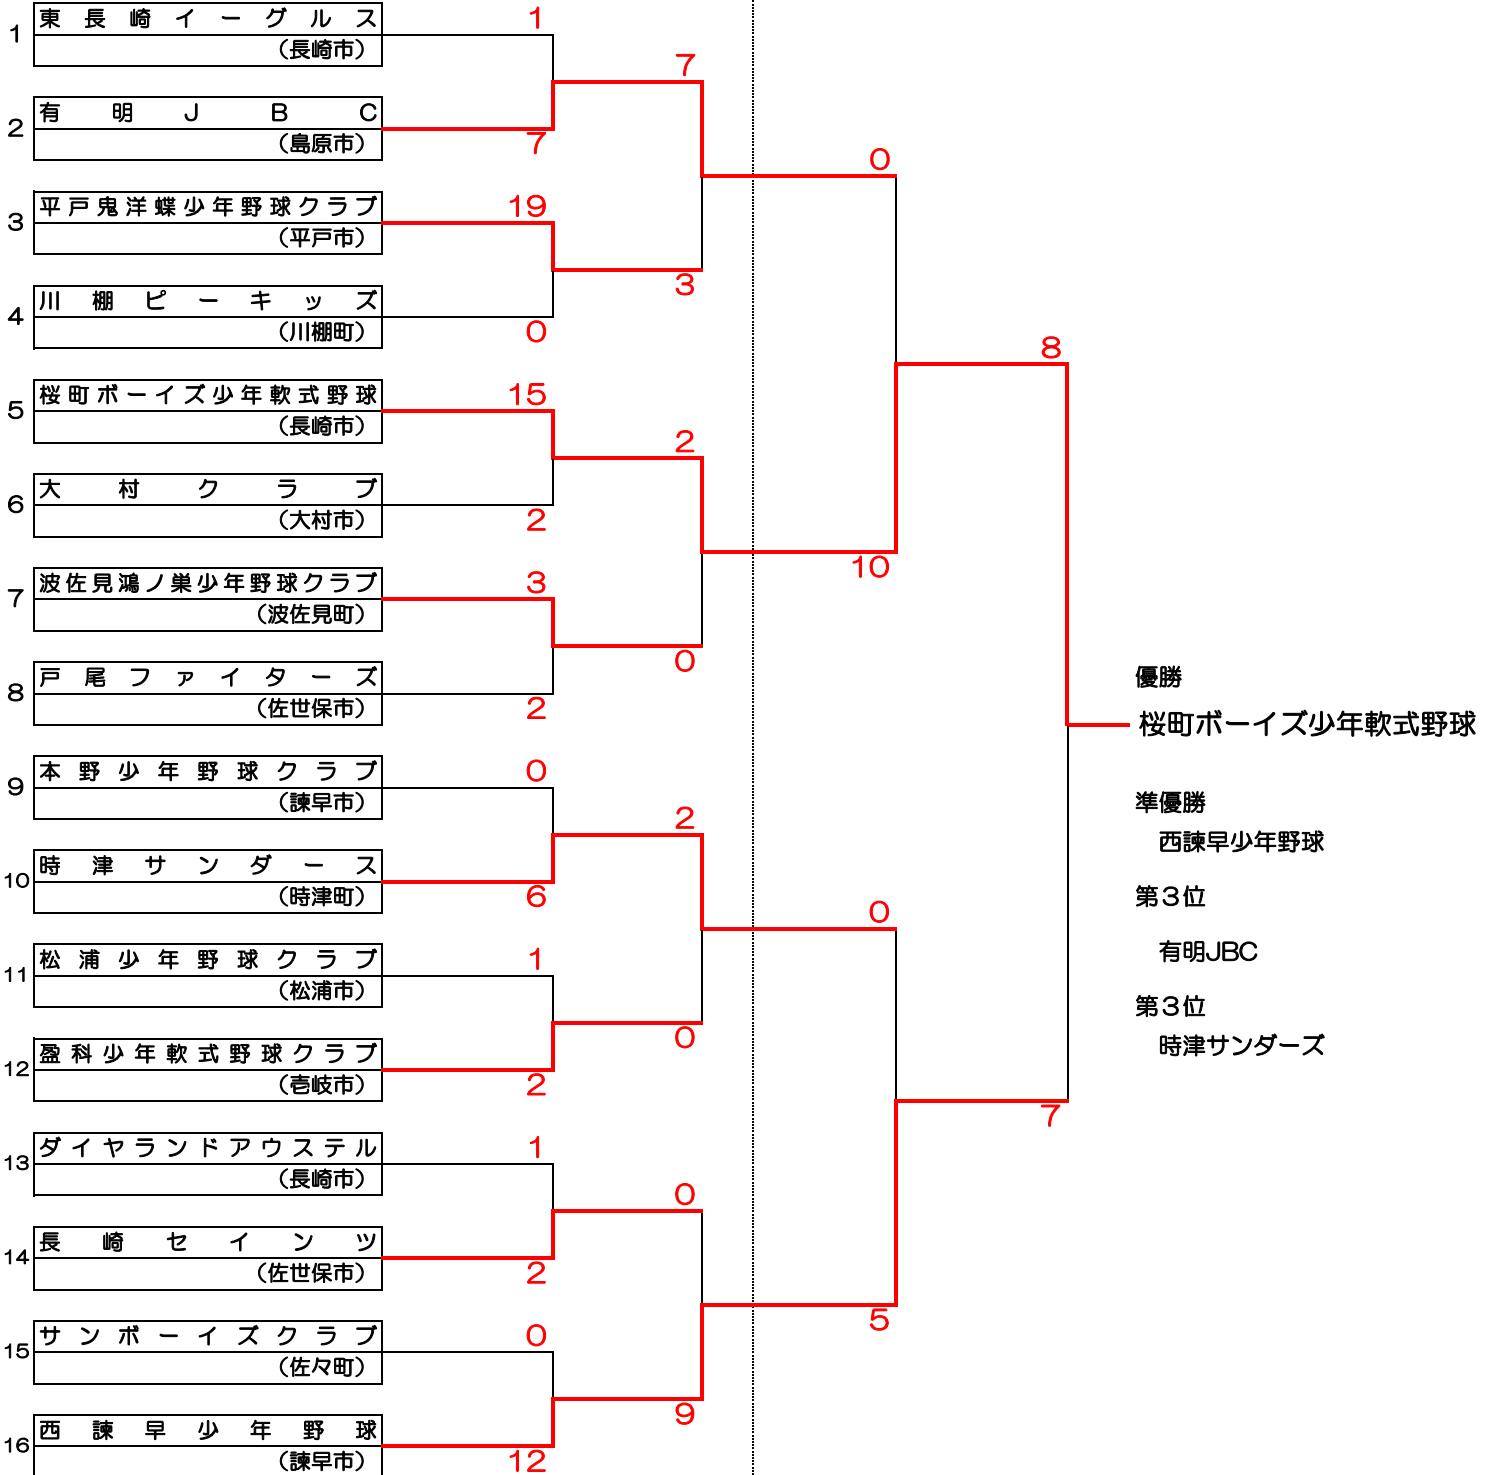 1 東長崎イーグルス 1
(長崎市)
7
2 有明JBC
(島原市) 7
0
3 平戸鬼洋蝶少年野球クラブ 19
(平戸市)
3
4 川棚ピーキッズ
(川棚町) 0
8
5 桜町ボーイズ少年軟式野球 15
(長崎市)
2
6 大村クラブ
(大村市) 2
10
7 波佐見鴻ノ巣少年野球クラブ 3
(波佐見町)
0
8 戸尾ファイターズ
(佐世保市) 2
優勝
桜町ボーイズ少年軟式野球
9 本野少年野球クラブ 0
(諫早市)
2
準優勝
西諫早少年野球
10 時津サンダース
(時津町) 6
0
第3位
有明JBC
11 松浦少年野球クラブ 1
(松浦市)
0
第3位
時津サンダーズ
12 盈科少年軟式野球クラブ
(壱岐市) 2
7
13 ダイヤランドアウステル 1
(長崎市)
0
14 長崎セインツ
(佐世保市) 2
5
15 サンボーイズクラブ 0
(佐々町)
9
16 西諫早少年野球
(諫早市) 12